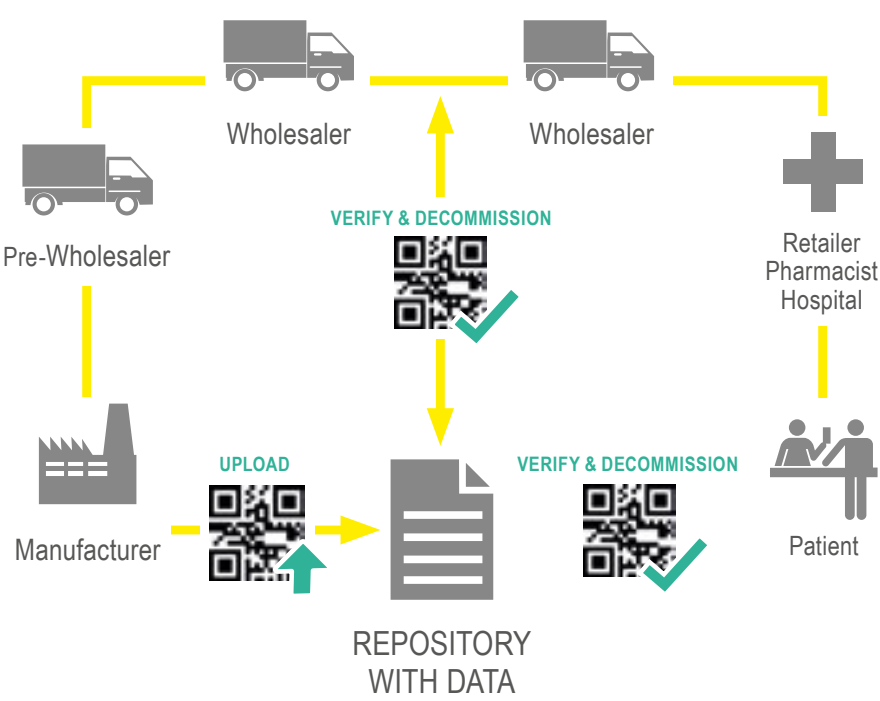 Wholesaler
Wholesaler
Pre-Wholesaler
VERIFY & DECOMMISSION
Retailer
Pharmacist
Hospital
UPLOAD
VERIFY & DECOMMISSION
Manufacturer
Patient
REPOSITORY
WITH DATA